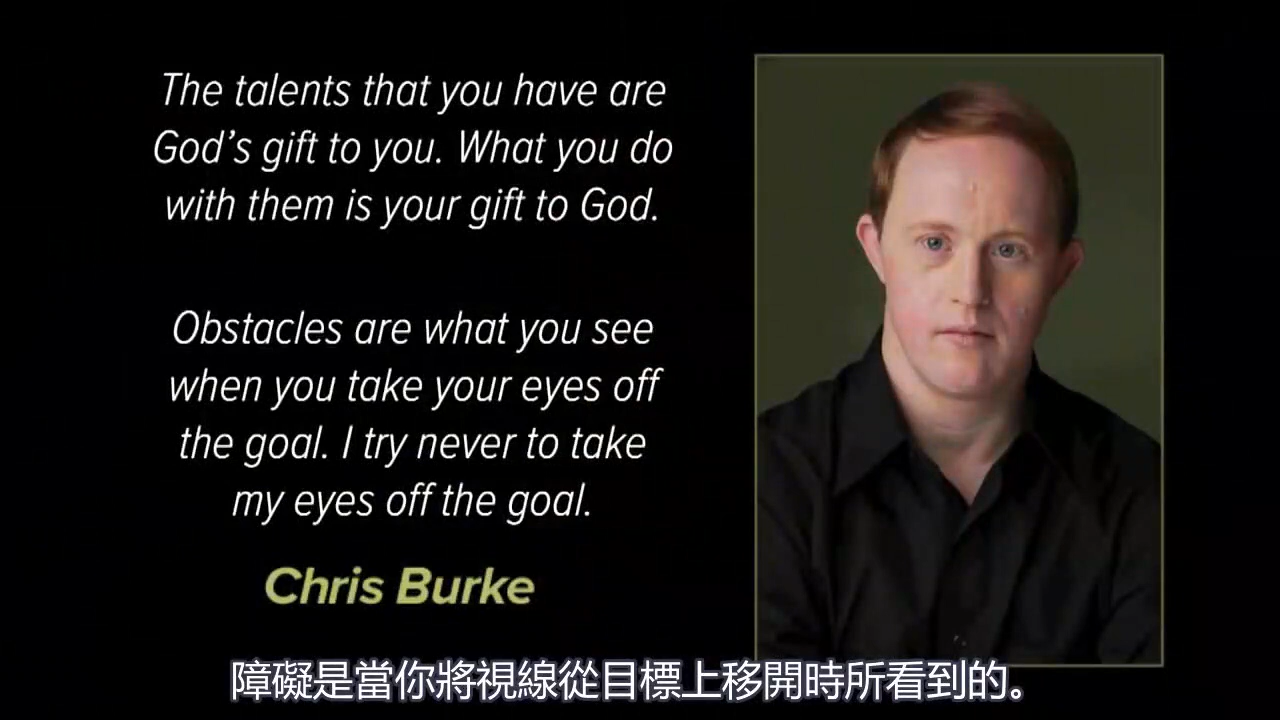 The talents that you have are
God’s gift to you. What you do
with them is your gift to God.
Obstacles are what you see
when you take your eyes off
the goal. I try never to take
my eyes off the goal.
Chris Burke
障礙是當你將視線從目標上移開時所看到的。